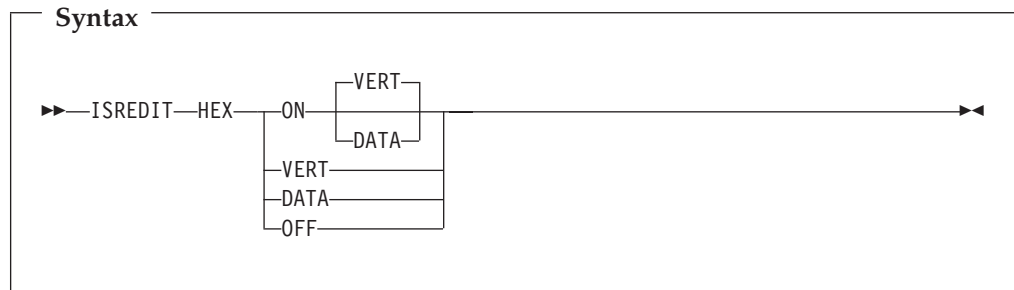 Syntax
VERT
ISREDIT HEX ON
DATA
VERT
DATA
OFF